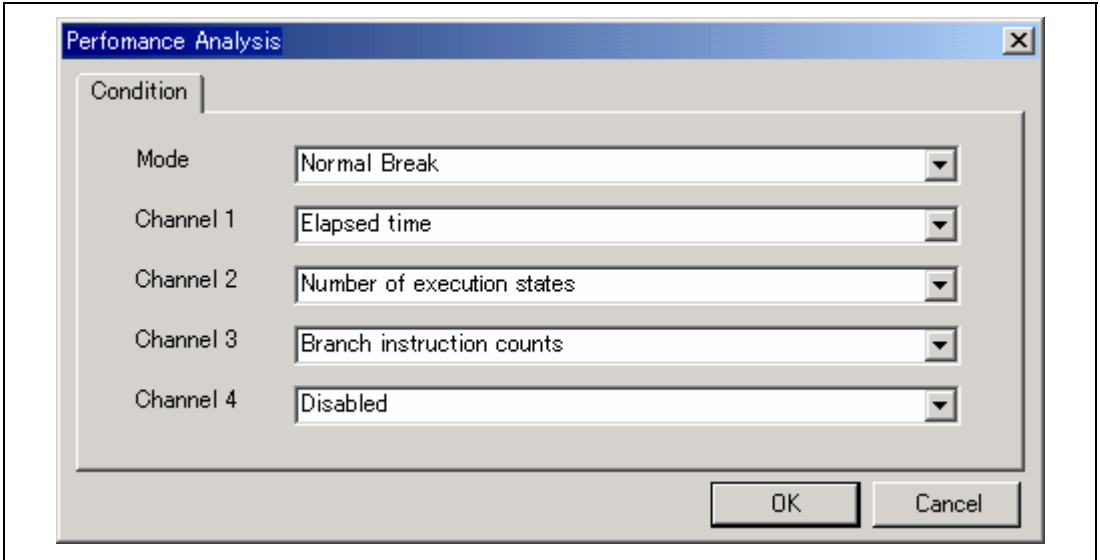 Perfomance Analysis
Condition
Mode Normal Break
Channel 1 Elapsed time
Channel 2 Number of execution states
Channel 3 Branch instruction counts
Channel 4 Disabled
OK Cancel